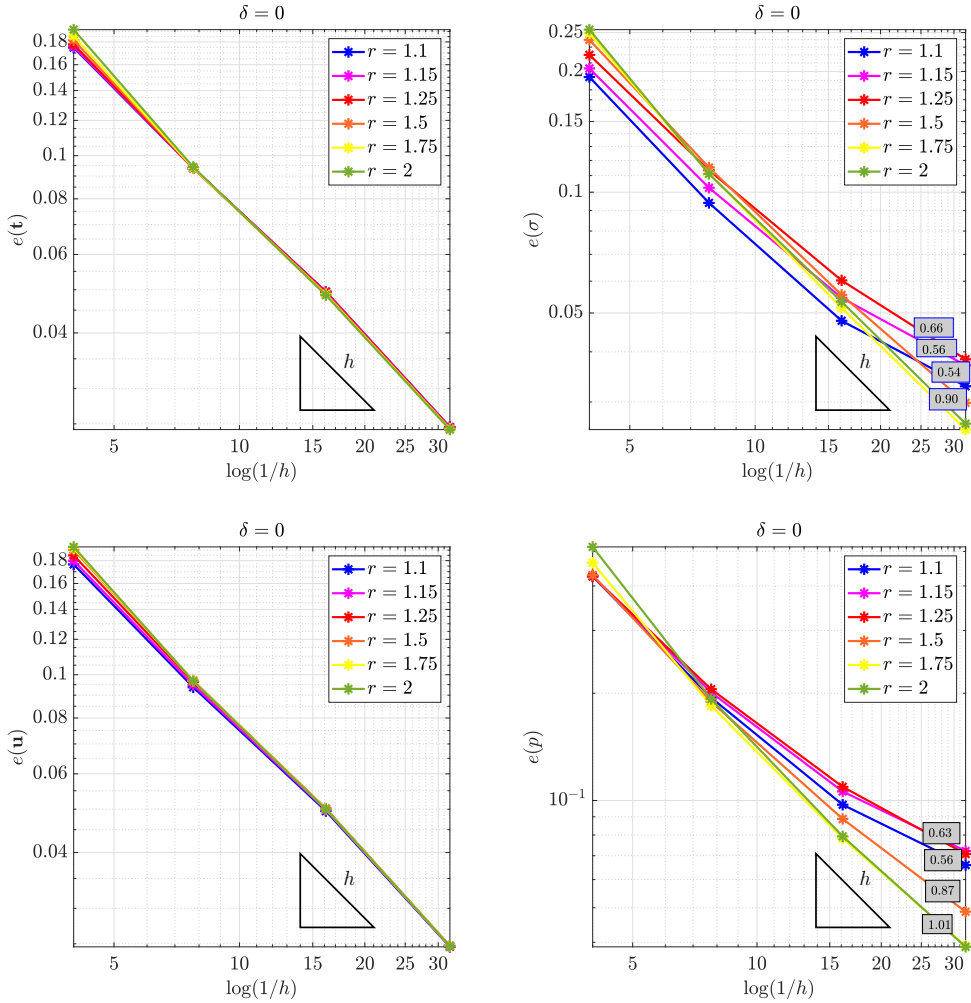 δ = 0
e(t)
0.18
0.16
0.14
0.12
0.1
0.08
0.06
0.04
r = 1.1
r = 1.15
r = 1.25
r = 1.5
r = 1.75
r = 2
h
5 10 15 20 25 30
log(1/h)
δ = 0
e(σ)
0.25
0.2
0.15
0.1
0.05
r = 1.1
r = 1.15
r = 1.25
r = 1.5
r = 1.75
r = 2
0.66
0.56
0.54
0.90
h
5 10 15 20 25 30
log(1/h)
δ = 0
e(u)
0.18
0.16
0.14
0.12
0.1
0.08
0.06
0.04
r = 1.1
r = 1.15
r = 1.25
r = 1.5
r = 1.75
r = 2
h
5 10 15 20 25 30
log(1/h)
δ = 0
e(p)
10⁻¹
r = 1.1
r = 1.15
r = 1.25
r = 1.5
r = 1.75
r = 2
0.63
0.56
0.87
1.01
h
5 10 15 20 25 30
log(1/h)